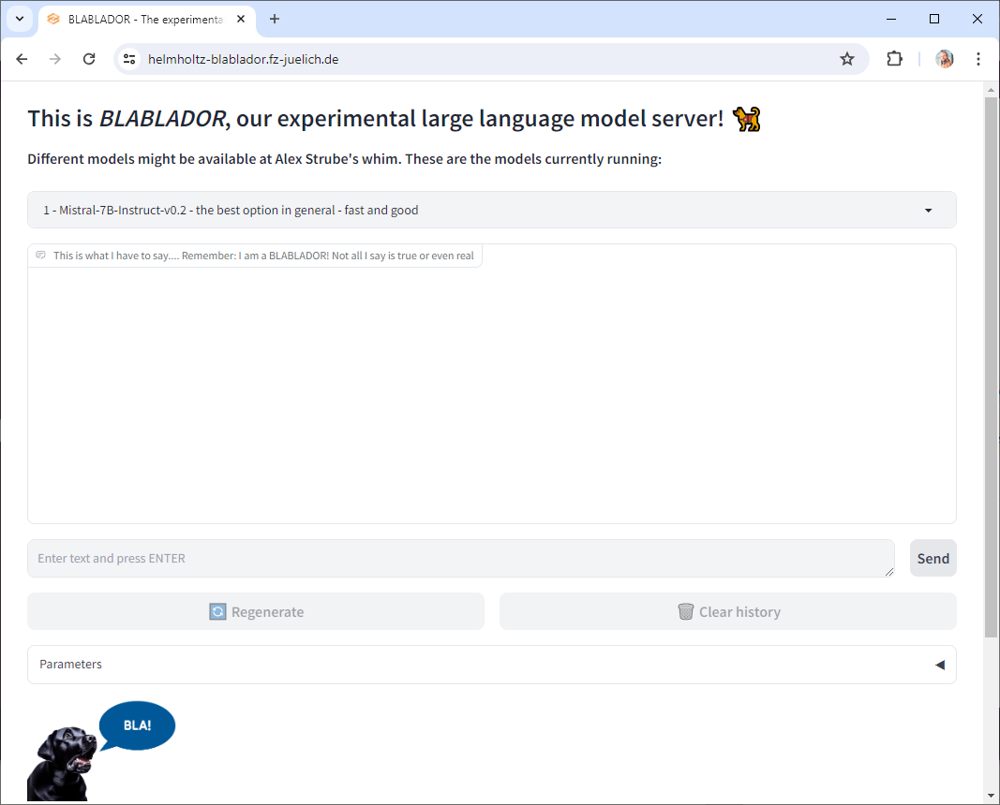 BLABLADOR - The experimenta
helmholtz-blablador.fz-juelich.de
This is BLABLADOR, our experimental large language model server!
Different models might be available at Alex Strube's whim. These are the models currently running:
1 - Mistral-7B-Instruct-v0.2 - the best option in general - fast and good
This is what I have to say.... Remember: I am a BLABLADOR! Not all I say is true or even real
Enter text and press ENTER
Send
Regenerate
Clear history
Parameters
BLA!